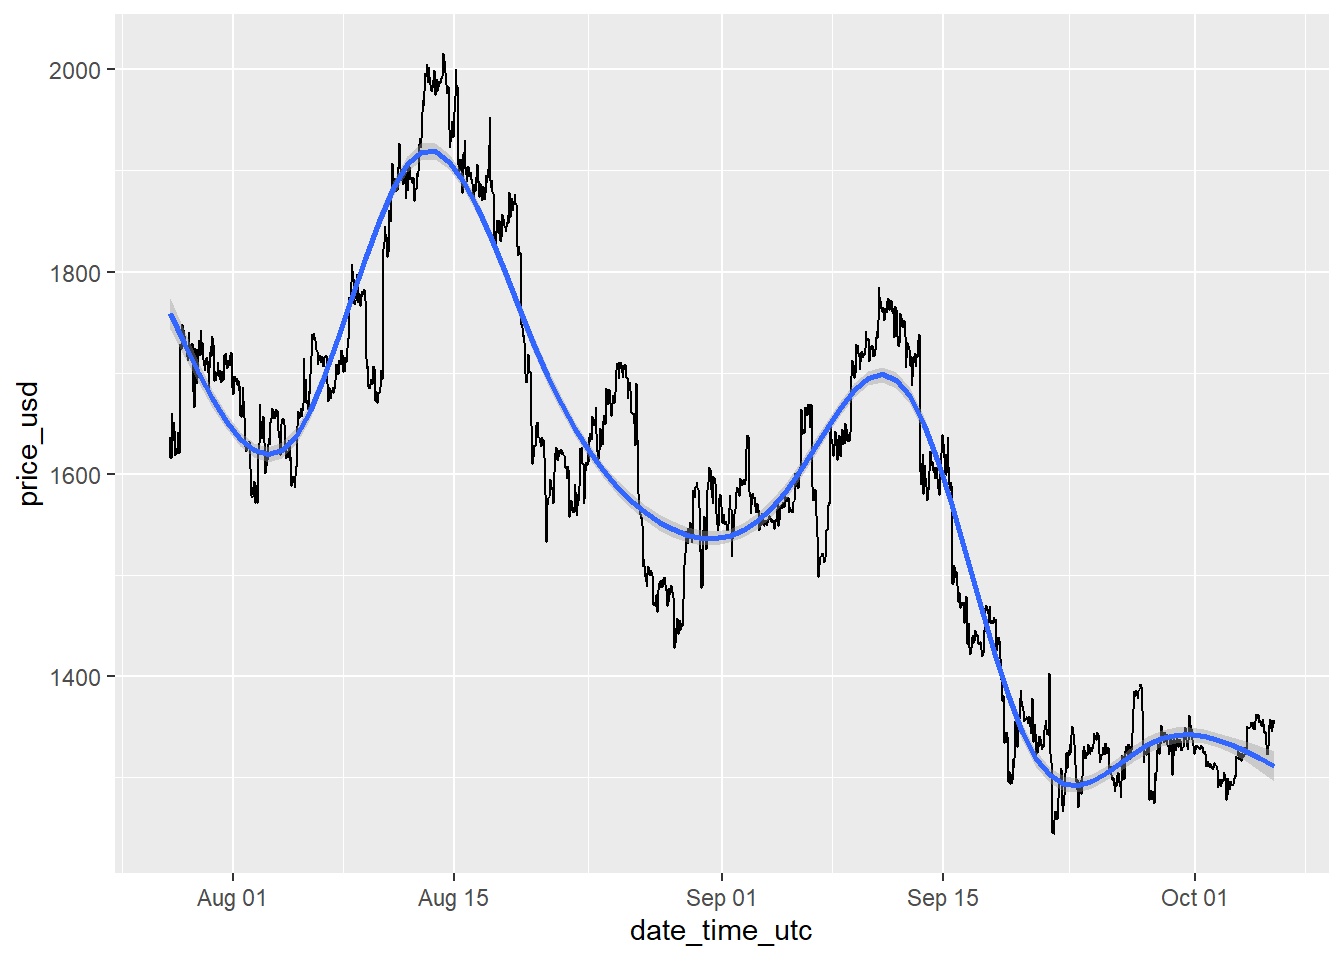 2000
1800
1600
1400
price_usd
Aug 01
Aug 15
Sep 01
Sep 15
Oct 01
date_time_utc